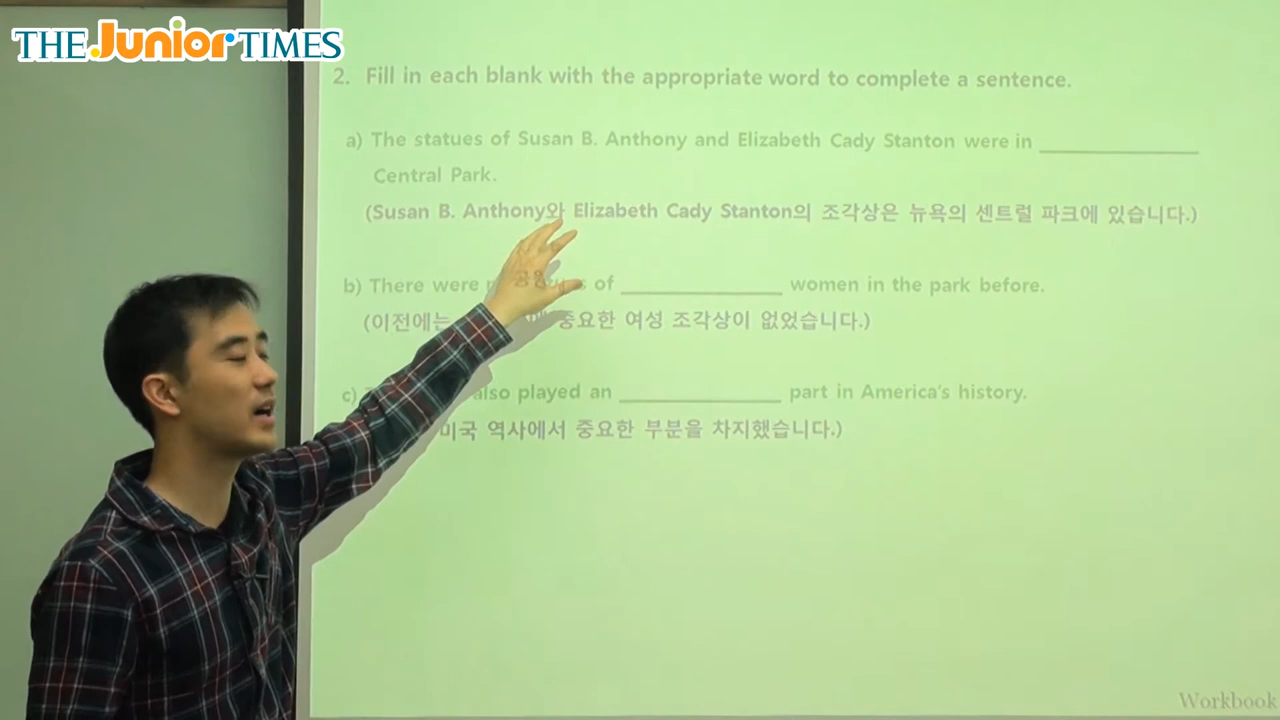 THE Junior TIMES
2. Fill in each blank with the appropriate word to complete a sentence.
a) The statues of Susan B. Anthony and Elizabeth Cady Stanton were in ____________
Central Park.
(Susan B. Anthony와 Elizabeth Cady Stanton의 조각상은 뉴욕의 센트럴 파크에 있습니다.)
b) There were of ____________ women in the park before.
(이전에는 중요한 여성 조각상이 없었습니다.)
c) also played an ____________ part in America's history.
미국 역사에서 중요한 부분을 차지했습니다.)
Workbook